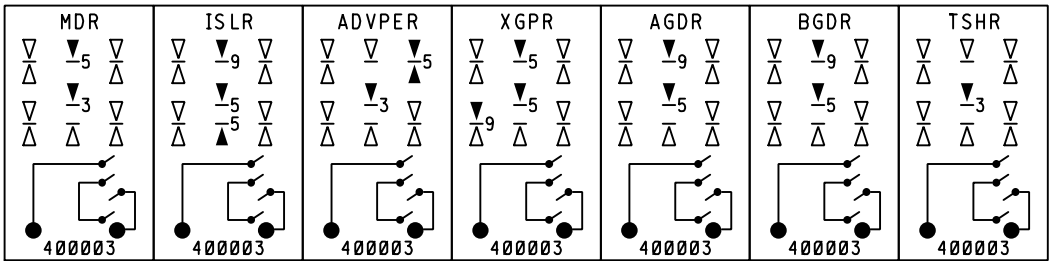 MDR ISLR ADVPER XGPR AGDR BGDR TSHR
5 9 5 5 9 9
3 5 3 5 5 5 3
5 9
400003 400003 400003 400003 400003 400003 400003